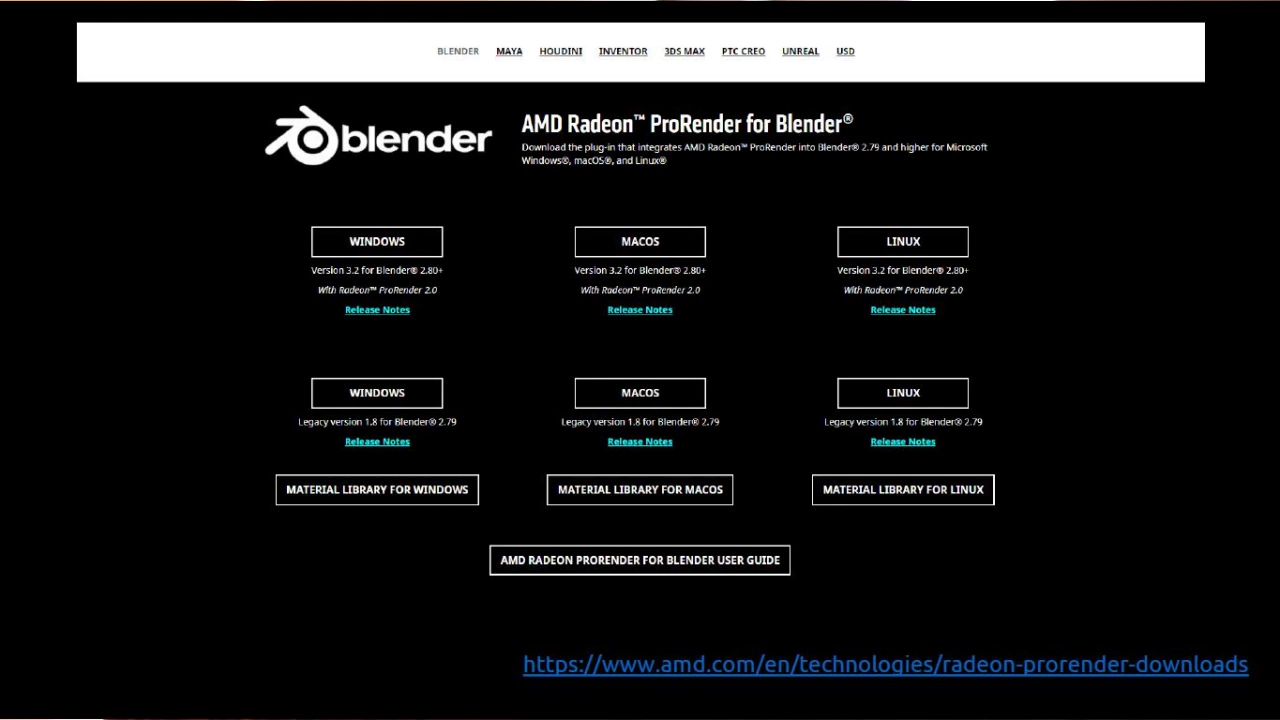 BLENDER MAYA HOUDINI INVENTOR 3DS MAX PTC CREO UNREAL USD
blender
AMD Radeon™ ProRender for Blender®
Download the plug-in that integrates AMD Radeon™ ProRender into Blender® 2.79 and higher for Microsoft
Windows®, macOS®, and Linux®
WINDOWS MACOS LINUX
Version 3.2 for Blender® 2.80+ Version 3.2 for Blender® 2.80+ Version 3.2 for Blender® 2.80+
With Radeon™ ProRender 2.0 With Radeon™ ProRender 2.0 With Radeon™ ProRender 2.0
Release Notes Release Notes Release Notes
WINDOWS MACOS LINUX
Legacy version 1.8 for Blender® 2.79 Legacy version 1.8 for Blender® 2.79 Legacy version 1.8 for Blender® 2.79
Release Notes Release Notes Release Notes
MATERIAL LIBRARY FOR WINDOWS MATERIAL LIBRARY FOR MACOS MATERIAL LIBRARY FOR LINUX
AMD RADEON PRORENDER FOR BLENDER USER GUIDE
https://www.amd.com/en/technologies/radeon-prorender-downloads